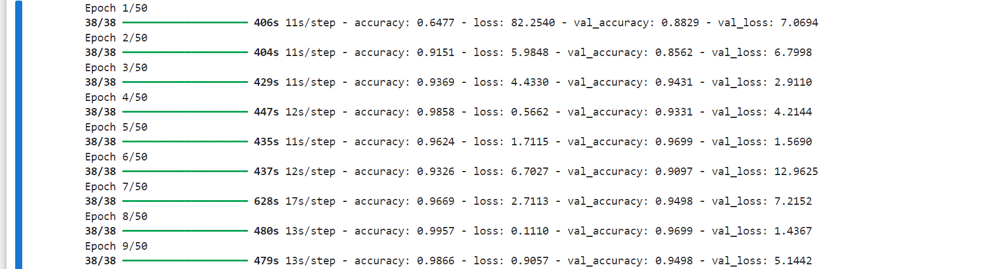 Epoch 1/50
38/38 ━━━━━━━━━━━━━━━━━━━━ 406s 11s/step - accuracy: 0.6477 - loss: 82.2540 - val_accuracy: 0.8829 - val_loss: 7.0694
Epoch 2/50
38/38 ━━━━━━━━━━━━━━━━━━━━ 404s 11s/step - accuracy: 0.9151 - loss: 5.9848 - val_accuracy: 0.8562 - val_loss: 6.7998
Epoch 3/50
38/38 ━━━━━━━━━━━━━━━━━━━━ 429s 11s/step - accuracy: 0.9369 - loss: 4.4330 - val_accuracy: 0.9431 - val_loss: 2.9110
Epoch 4/50
38/38 ━━━━━━━━━━━━━━━━━━━━ 447s 12s/step - accuracy: 0.9858 - loss: 0.5662 - val_accuracy: 0.9331 - val_loss: 4.2144
Epoch 5/50
38/38 ━━━━━━━━━━━━━━━━━━━━ 435s 11s/step - accuracy: 0.9624 - loss: 1.7115 - val_accuracy: 0.9699 - val_loss: 1.5690
Epoch 6/50
38/38 ━━━━━━━━━━━━━━━━━━━━ 437s 12s/step - accuracy: 0.9326 - loss: 6.7027 - val_accuracy: 0.9097 - val_loss: 12.9625
Epoch 7/50
38/38 ━━━━━━━━━━━━━━━━━━━━ 628s 17s/step - accuracy: 0.9669 - loss: 2.7113 - val_accuracy: 0.9498 - val_loss: 7.2152
Epoch 8/50
38/38 ━━━━━━━━━━━━━━━━━━━━ 480s 13s/step - accuracy: 0.9957 - loss: 0.1110 - val_accuracy: 0.9699 - val_loss: 1.4367
Epoch 9/50
38/38 ━━━━━━━━━━━━━━━━━━━━ 479s 13s/step - accuracy: 0.9866 - loss: 0.9057 - val_accuracy: 0.9498 - val_loss: 5.1442